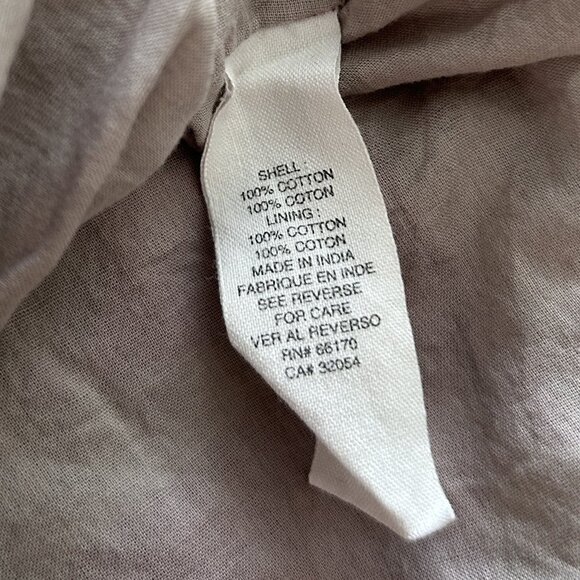 SHELL :
100% COTTON
100% COTON
LINING :
100% COTTON
100% COTON
MADE IN INDIA
FABRIQUE EN INDE
SEE REVERSE
FOR CARE
VER AL REVERSO
RN# 66170
CA# 32054